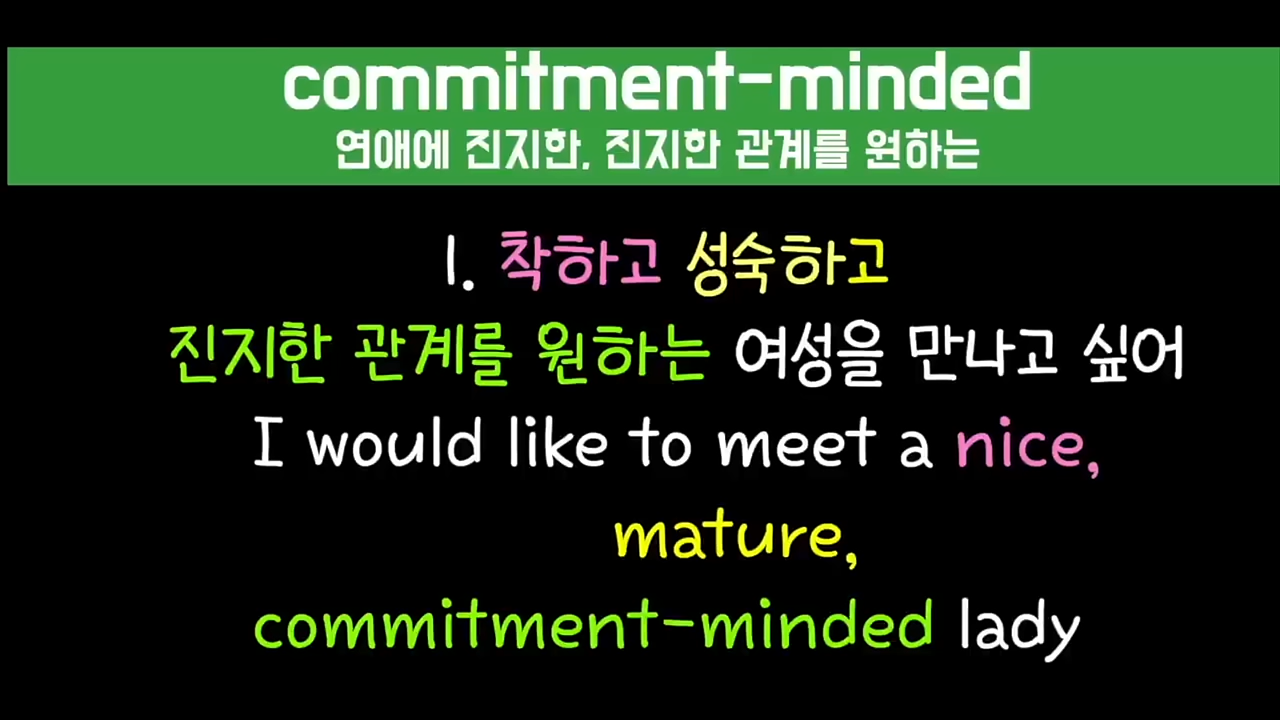 commitment-minded
연애에 진지한, 진지한 관계를 원하는
1. 착하고 성숙하고
진지한 관계를 원하는 여성을 만나고 싶어
I would like to meet a nice,
mature,
commitment-minded lady